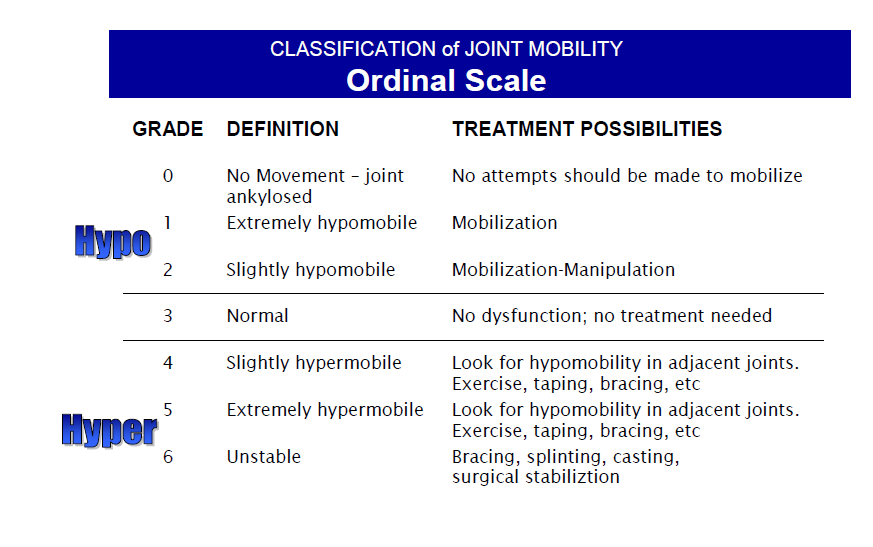 CLASSIFICATION of JOINT MOBILITY
Ordinal Scale
GRADE DEFINITION TREATMENT POSSIBILITIES
0 No Movement – joint No attempts should be made to mobilize
ankylosed
1 Extremely hypomobile Mobilization
Hypo
2 Slightly hypomobile Mobilization-Manipulation
3 Normal No dysfunction; no treatment needed
4 Slightly hypermobile Look for hypomobility in adjacent joints.
Exercise, taping, bracing, etc
5 Extremely hypermobile Look for hypomobility in adjacent joints.
Hyper Exercise, taping, bracing, etc
6 Unstable Bracing, splinting, casting,
surgical stabiliztion